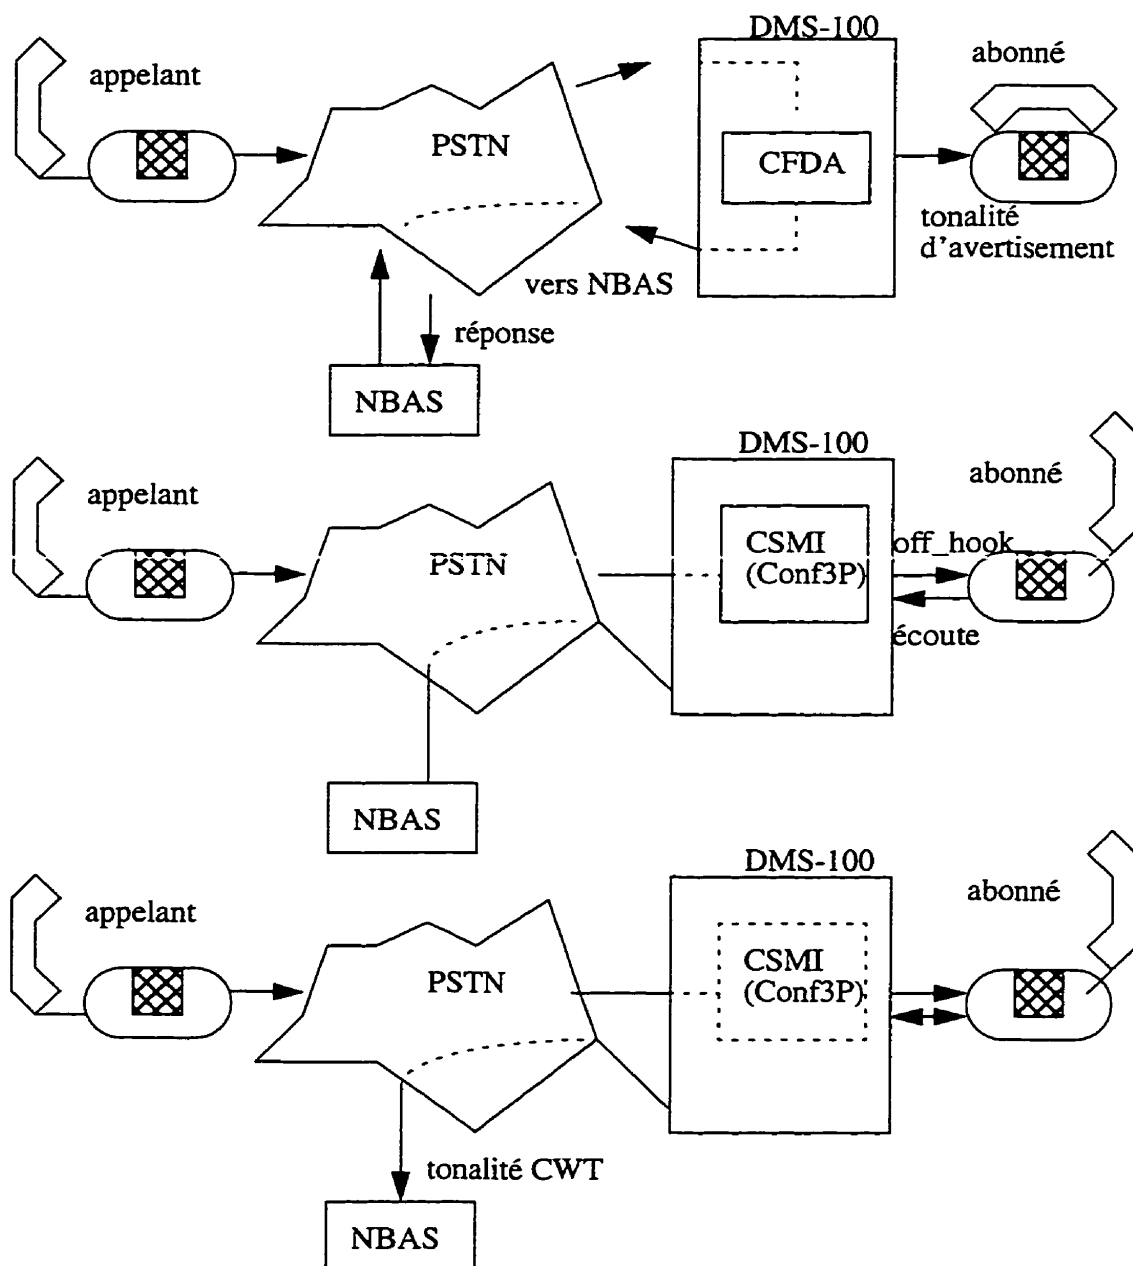 DMS-100
appelant
abonné
PSTN
CFDA
tonalité
d'avertisement
vers NBAS
réponse
NBAS
DMS-100
appelant
abonné
PSTN
CSMI
(Conf3P)
off_hook
écoute
NBAS
DMS-100
appelant
abonné
PSTN
CSMI
(Conf3P)
tonalité CWT
NBAS